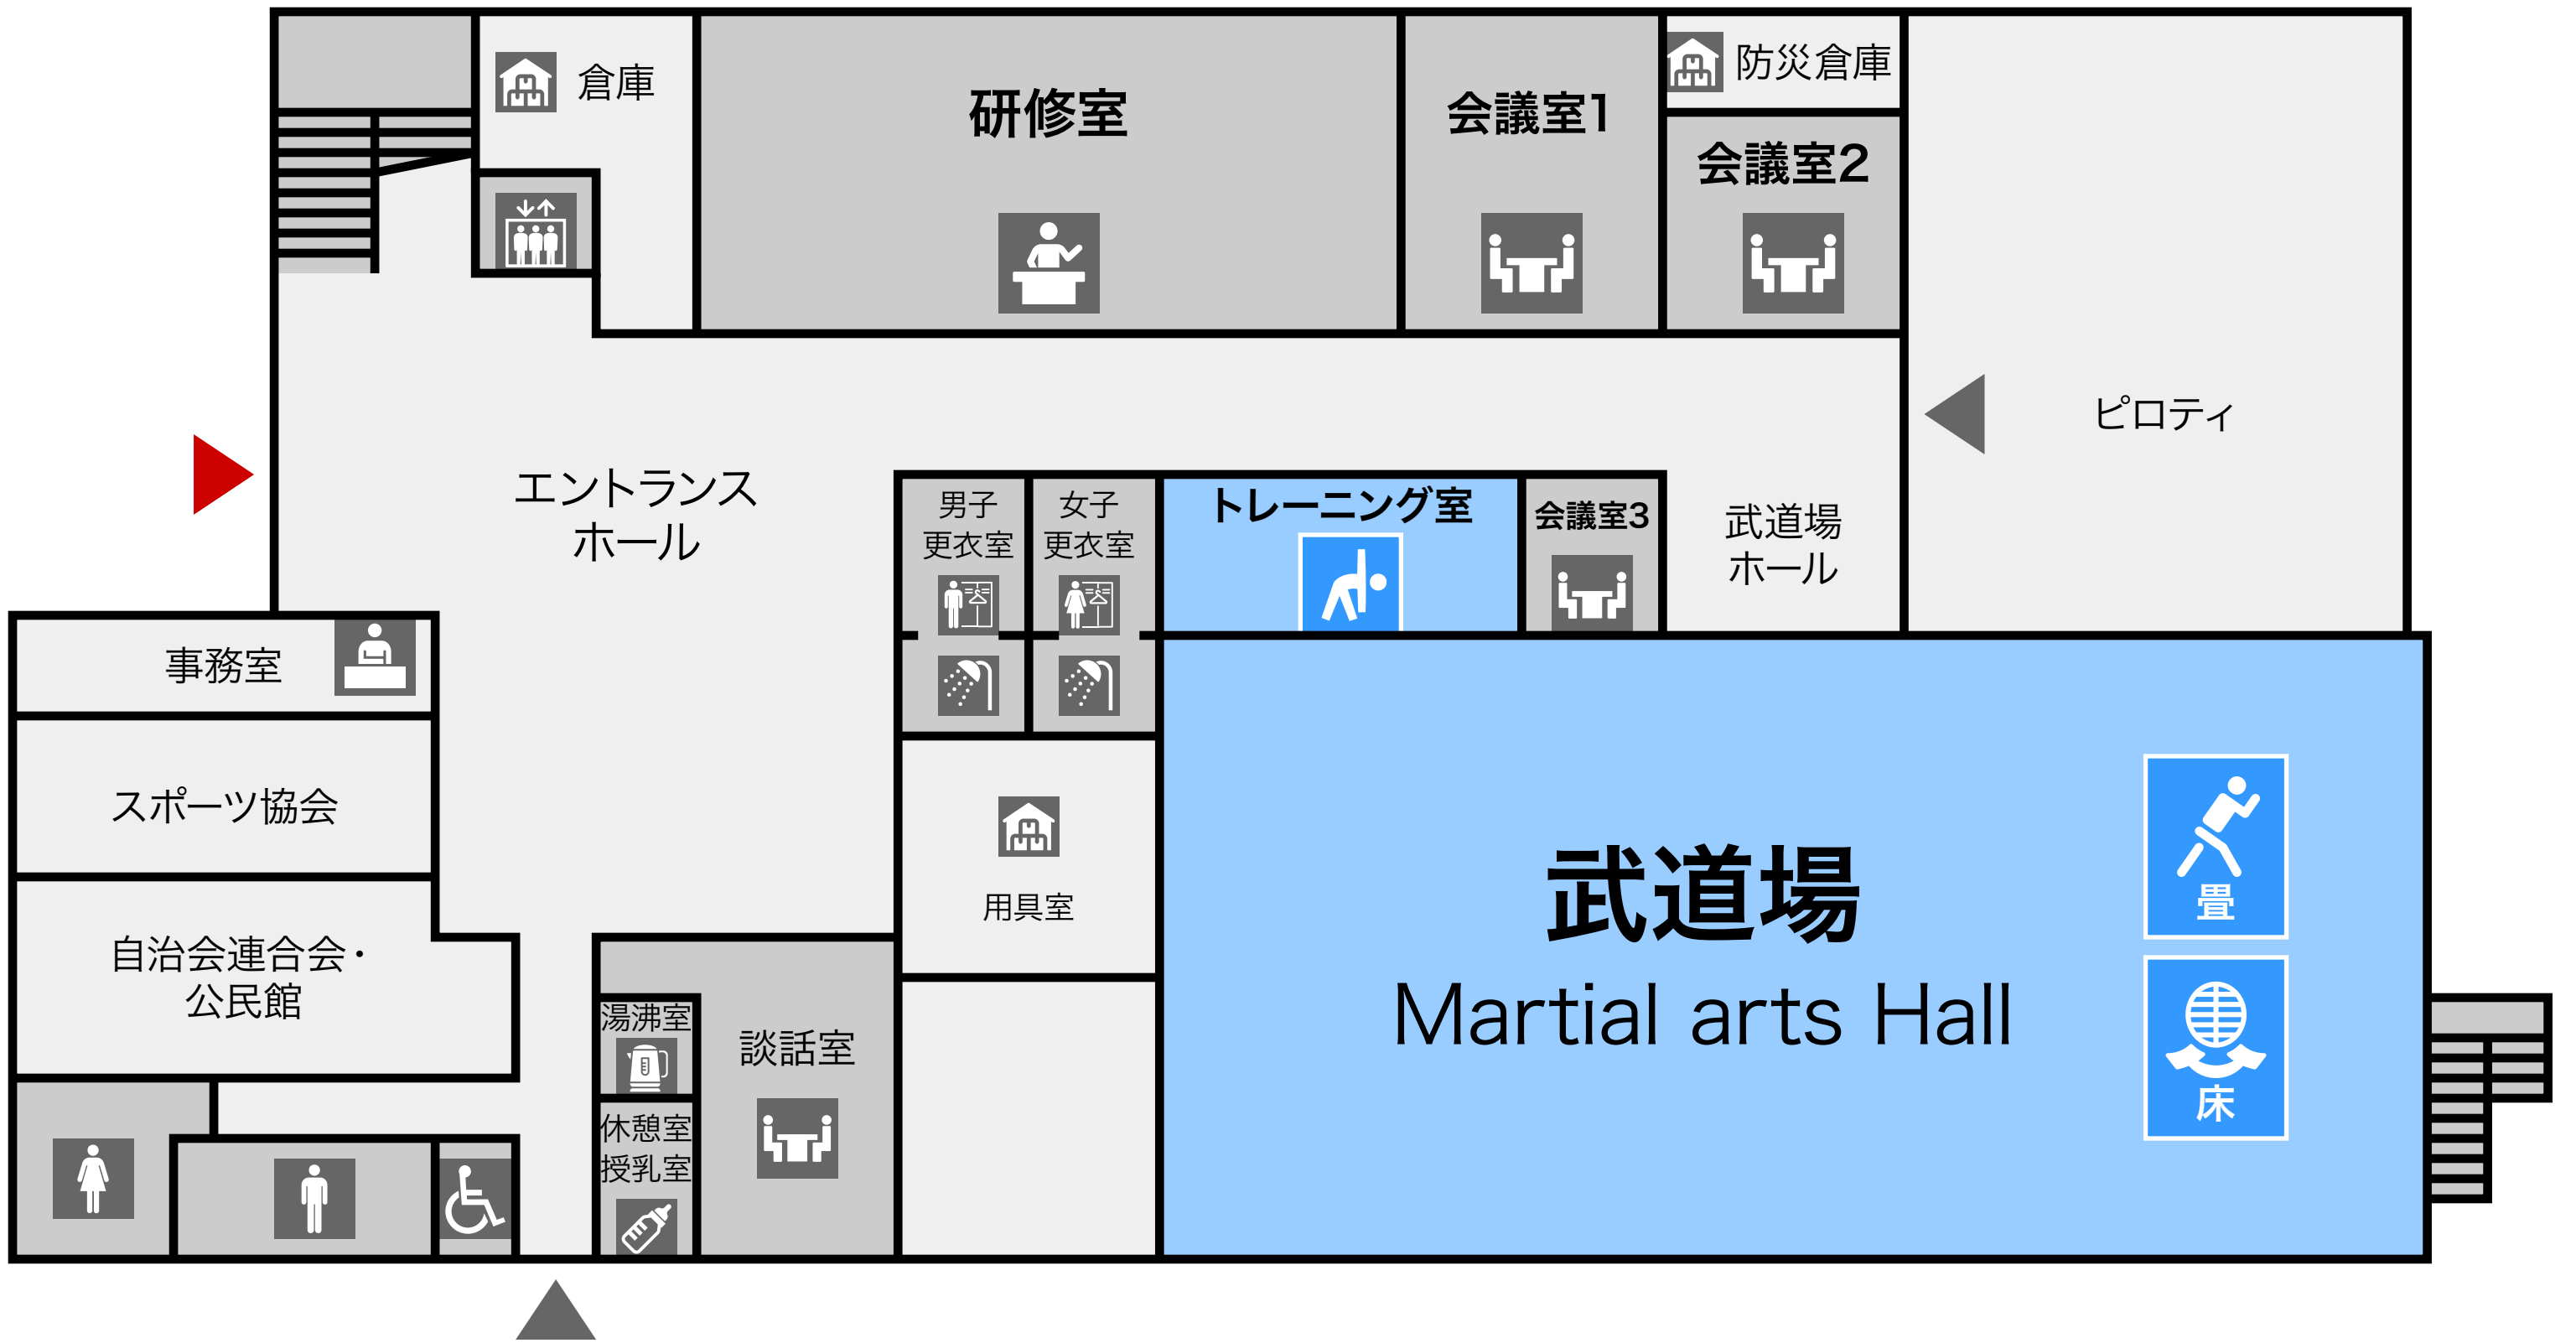 倉庫
研修室
会議室1
防災倉庫
会議室2
ピロティ
エントランス
ホール
男子
更衣室
女子
更衣室
トレーニング室
会議室3
武道場
ホール
事務室
スポーツ協会
自治会連合会・
公民館
用具室
武道場
Martial arts Hall
畳
床
湯沸室
談話室
休憩室
授乳室